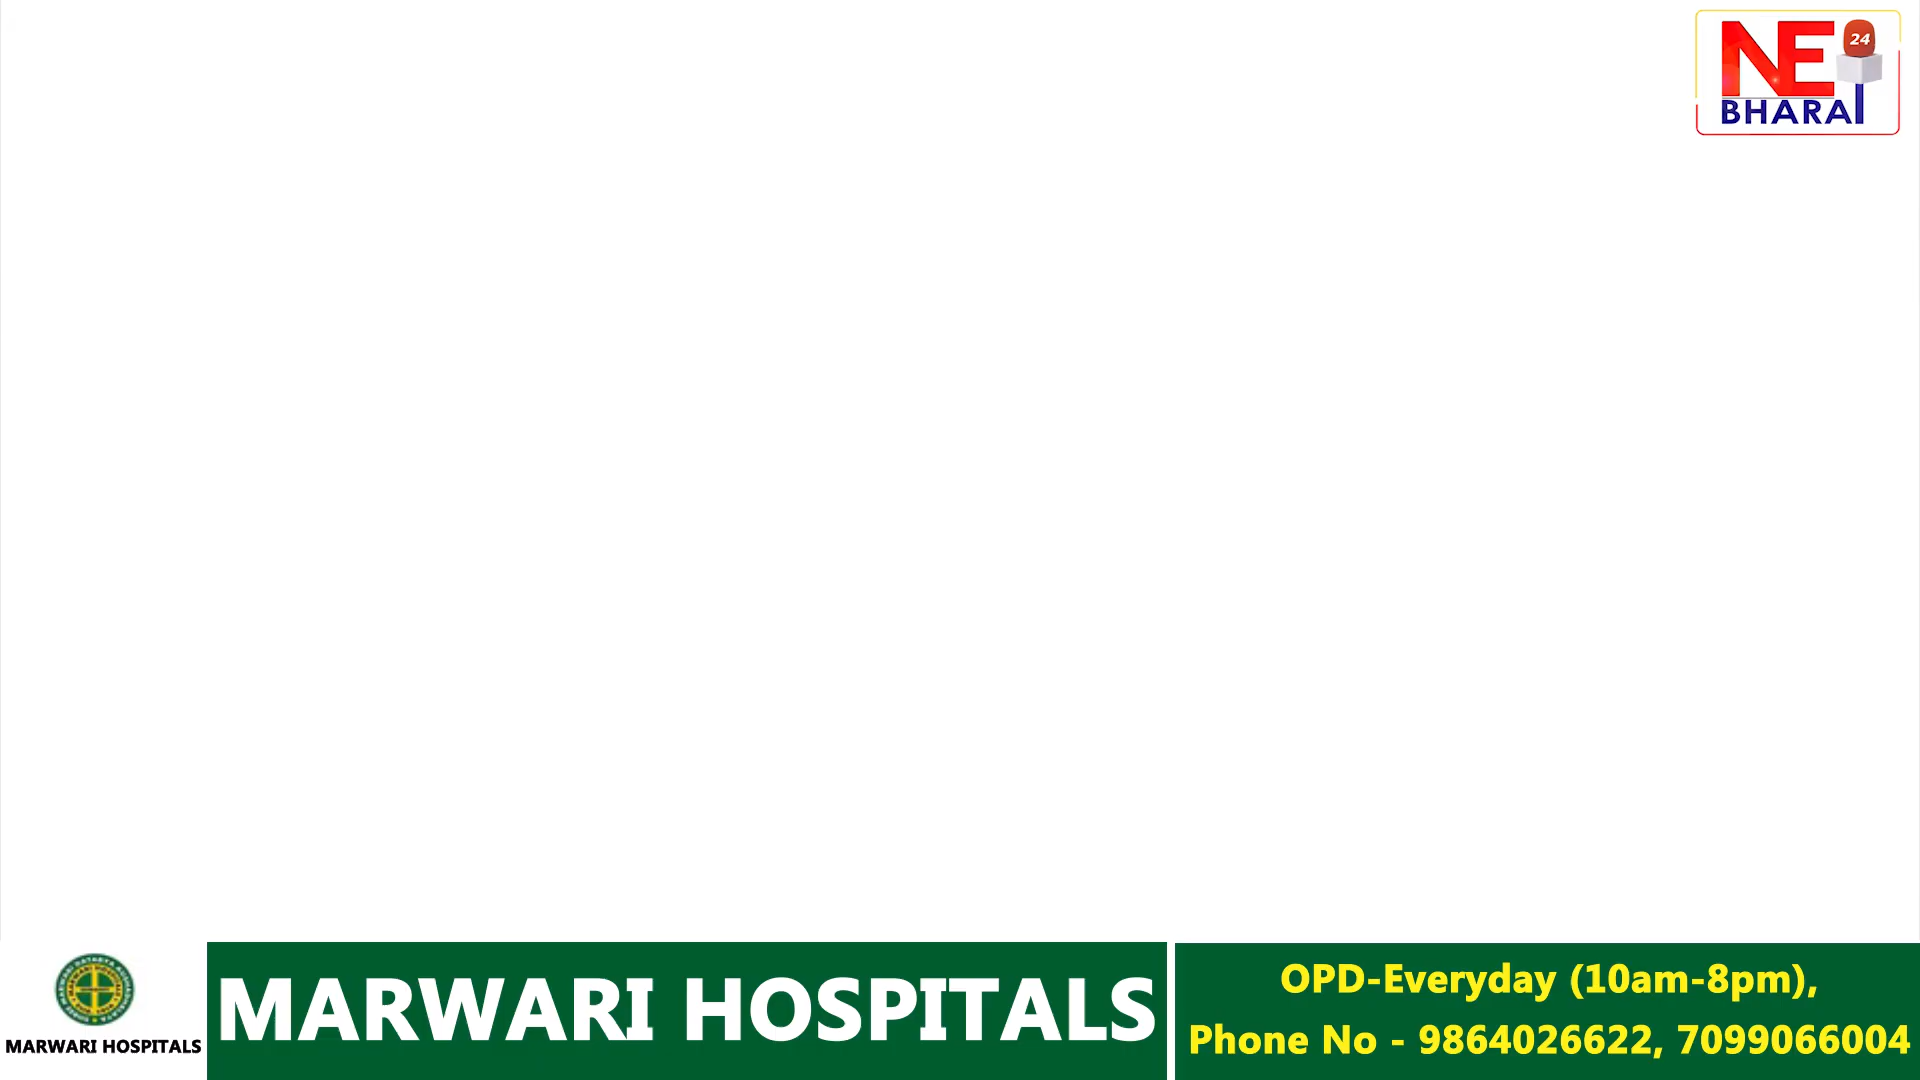 NE
24
BHARAT
MARWARI HOSPITALS
MARWARI HOSPITALS
OPD-Everyday (10am-8pm),
Phone No - 9864026622, 7099066004